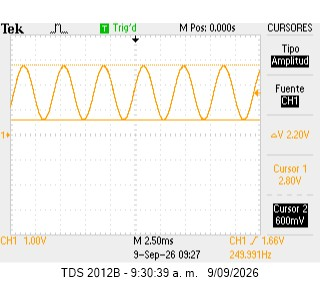 Tek
T Trig'd
M Pos: 0.000s
CURSORES
Tipo
Amplitud
Fuente
CH1
△V 2.20V
Cursor 1
2.80V
Cursor 2
600mV
1
CH1 1.00V
M 2.50ms
CH1 / 1.66V
9-Sep-26 09:27
249.991Hz
TDS 2012B - 9:30:39 a. m. 9/09/2026